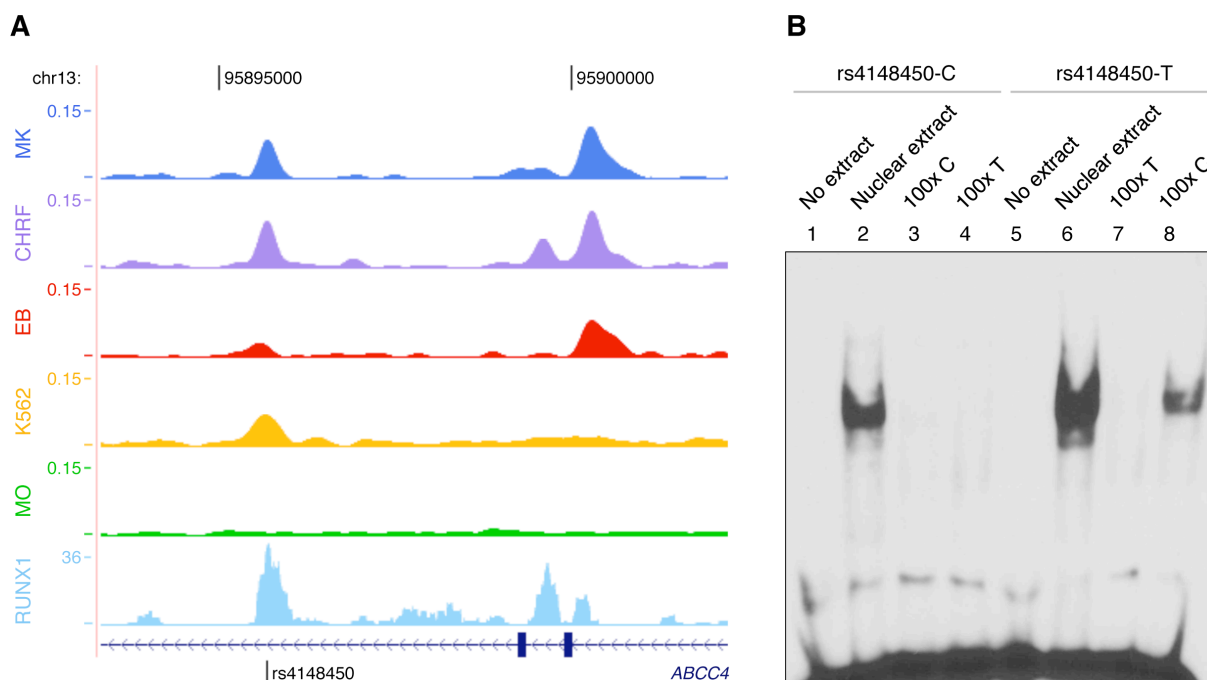 A
chr13:
95895000
95900000
0.15
MK
0.15
CHRF
0.15
EB
0.15
K562
0.15
MO
36
RUNX1
rs4148450
ABCC4
B
rs4148450-C
rs4148450-T
No extract
Nuclear extract
100x C
100x T
No extract
Nuclear extract
100x T
100x C
1 2 3 4 5 6 7 8